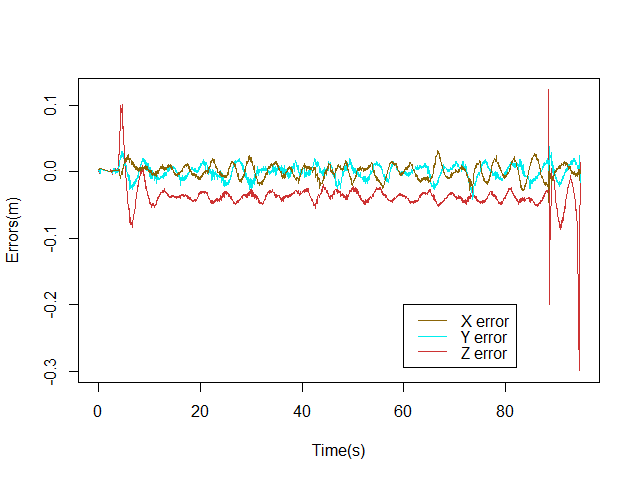 0.1
0.0
-0.1
-0.2
-0.3
Errors(m)
X error
Y error
Z error
0 20 40 60 80
Time(s)